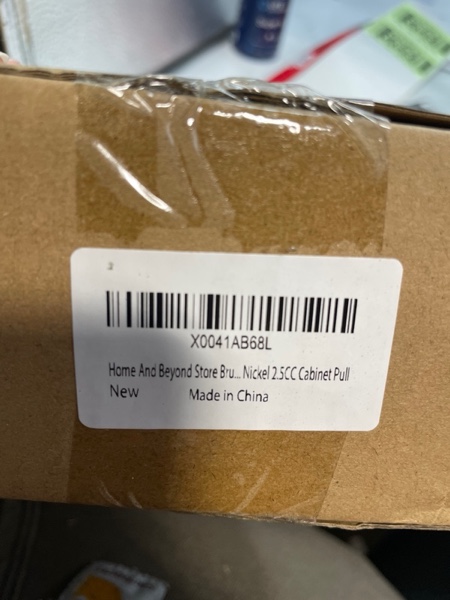 X0041AB68L
Home And Beyond Store Bru... Nickel 2.5CC Cabinet Pull
New Made in China